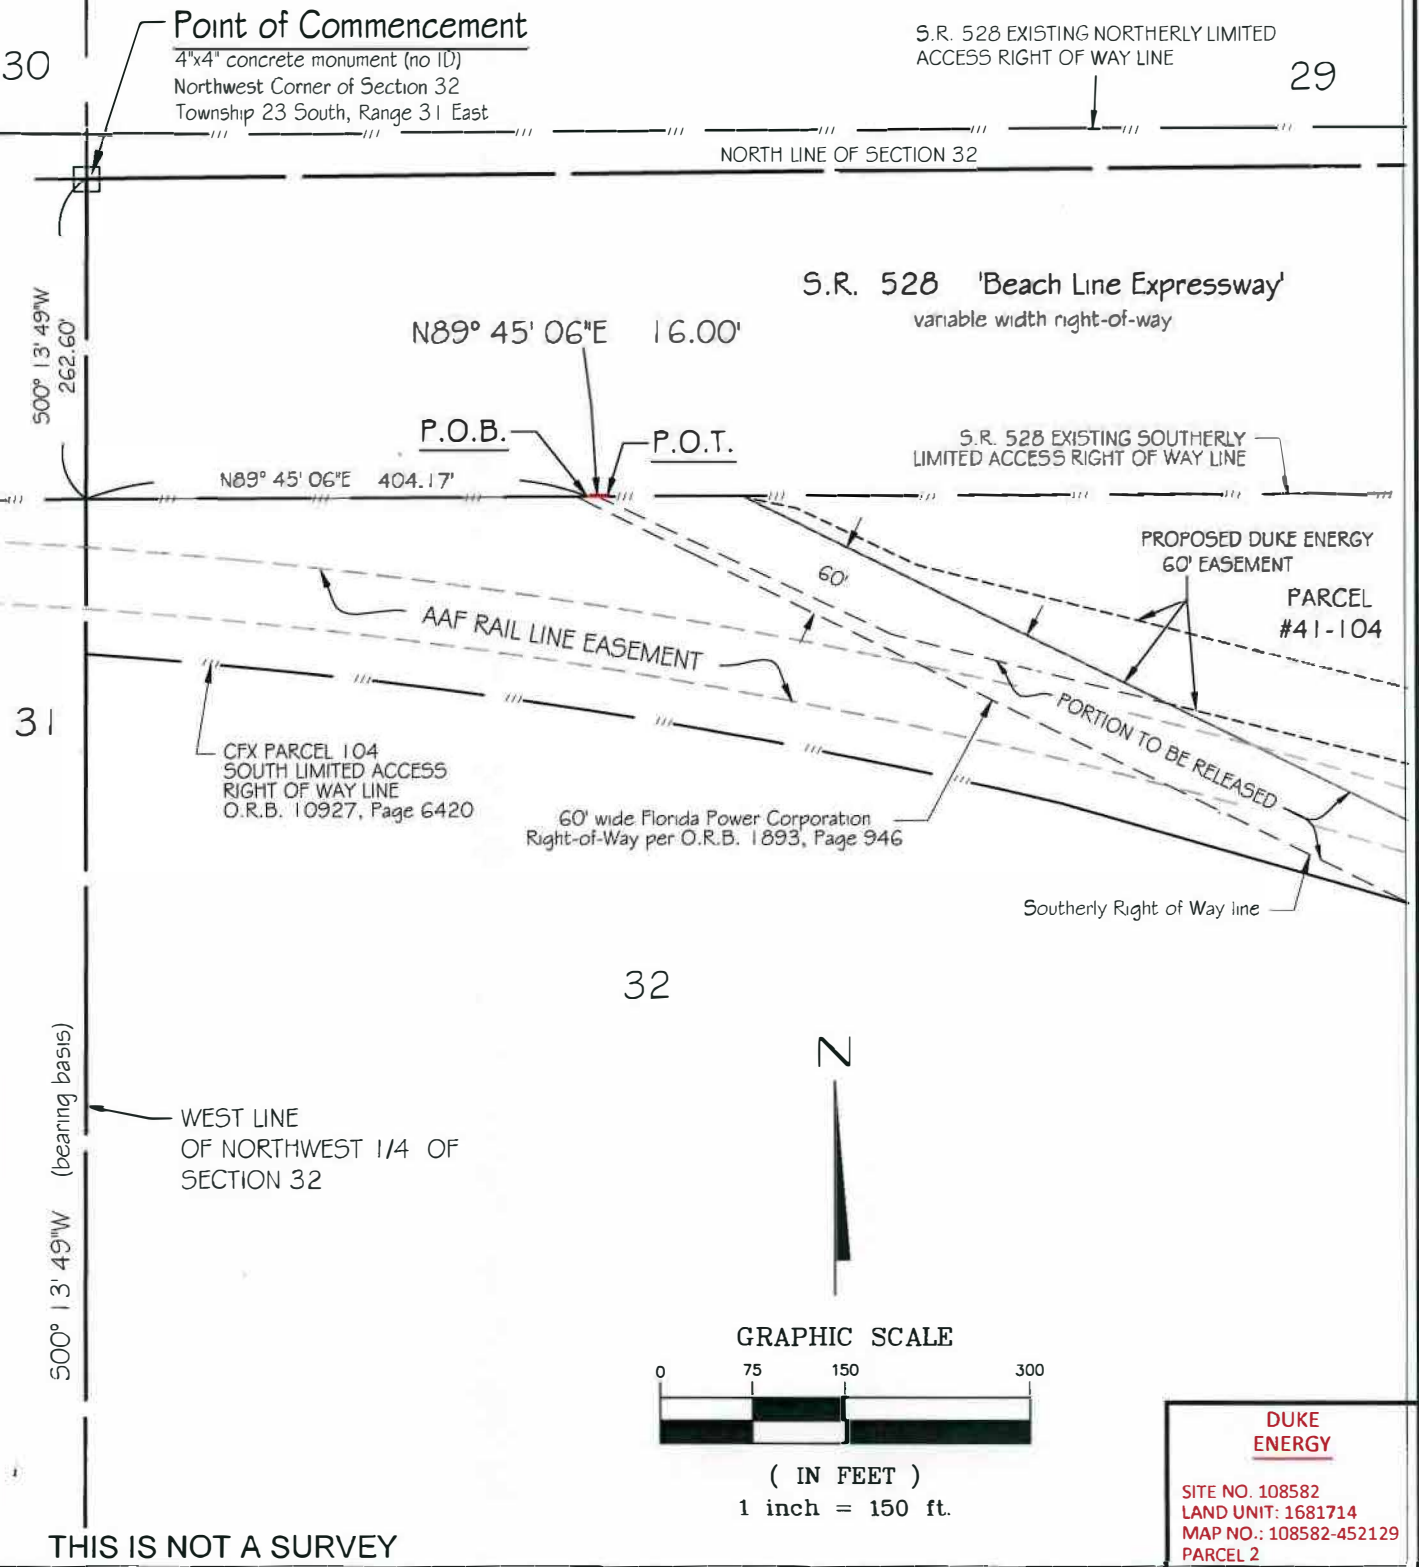 Point of Commencement
4"x4" concrete monument (no ID)
Northwest Corner of Section 32
Township 23 South, Range 31 East
30
S.R. 528 EXISTING NORTHERLY LIMITED
ACCESS RIGHT OF WAY LINE
29
NORTH LINE OF SECTION 32
S00° 13' 49"W
262.60'
S.R. 528 'Beach Line Expressway'
variable width right-of-way
N89° 45' 06"E 16.00'
P.O.B.
P.O.T.
S.R. 528 EXISTING SOUTHERLY
LIMITED ACCESS RIGHT OF WAY LINE
N89° 45' 06"E 404.17'
PROPOSED DUKE ENERGY
60' EASEMENT
60'
PARCEL
#41-104
AAF RAIL LINE EASEMENT
PORTION TO BE RELEASED
31
CFX PARCEL 104
SOUTH LIMITED ACCESS
RIGHT OF WAY LINE
O.R.B. 10927, Page 6420
60' wide Florida Power Corporation
Right-of-Way per O.R.B. 1893, Page 946
Southerly Right of Way line
32
N
S00° 13' 49"W (bearing basis)
WEST LINE
OF NORTHWEST 1/4 OF
SECTION 32
GRAPHIC SCALE
0 75 150 300
( IN FEET )
1 inch = 150 ft.
DUKE
ENERGY
SITE NO. 108582
LAND UNIT: 1681714
MAP NO.: 108582-452129
PARCEL 2
THIS IS NOT A SURVEY